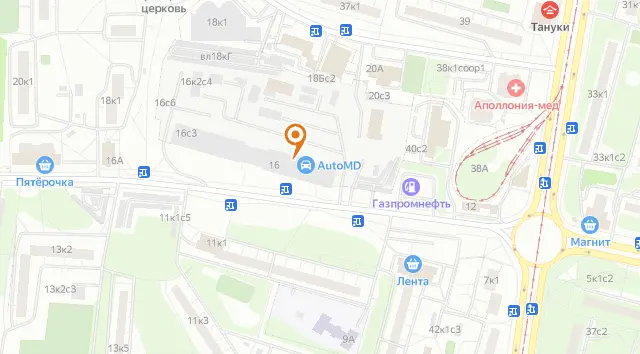 церковь
18к1
37к1
39к1
Тануки
вл18кГ
20к1
16к2с4
18Бс2
20А
38к1соор1
18к1
16с6
20с3
Аполлония-мед
33к1
16с3
40с2
33к1с2
16А
16
AutoMD
38А
Пятёрочка
Газпромнефть
12
11к1с5
Магнит
13к2
11к1
Лента
7к1
5к1с2
13к2с3
11к3
9А
42к1с3
13к5